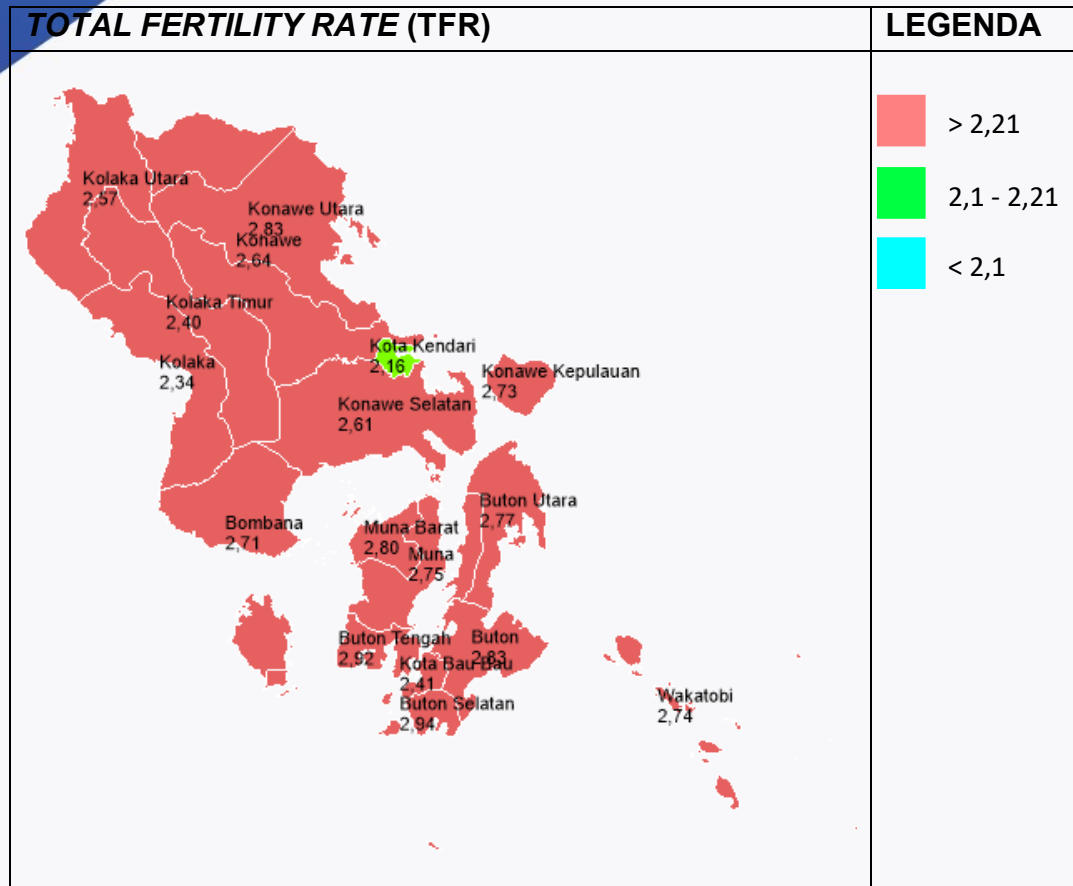 TOTAL FERTILITY RATE (TFR)
LEGENDA
> 2,21
2,1 - 2,21
< 2,1
Kolaka Utara
2,57
Konawe Utara
2,83
Konawe
2,64
Kolaka Timur
2,40
Kota Kendari
2,16
Kolaka
2,34
Konawe Kepulauan
2,73
Konawe Selatan
2,61
Buton Utara
2,77
Bombana
2,71
Muna Barat
2,80
Muna
2,75
Buton Tengah
2,92
Buton
2,83
Kota Bau Bau
2,41
Buton Selatan
2,94
Wakatobi
2,74